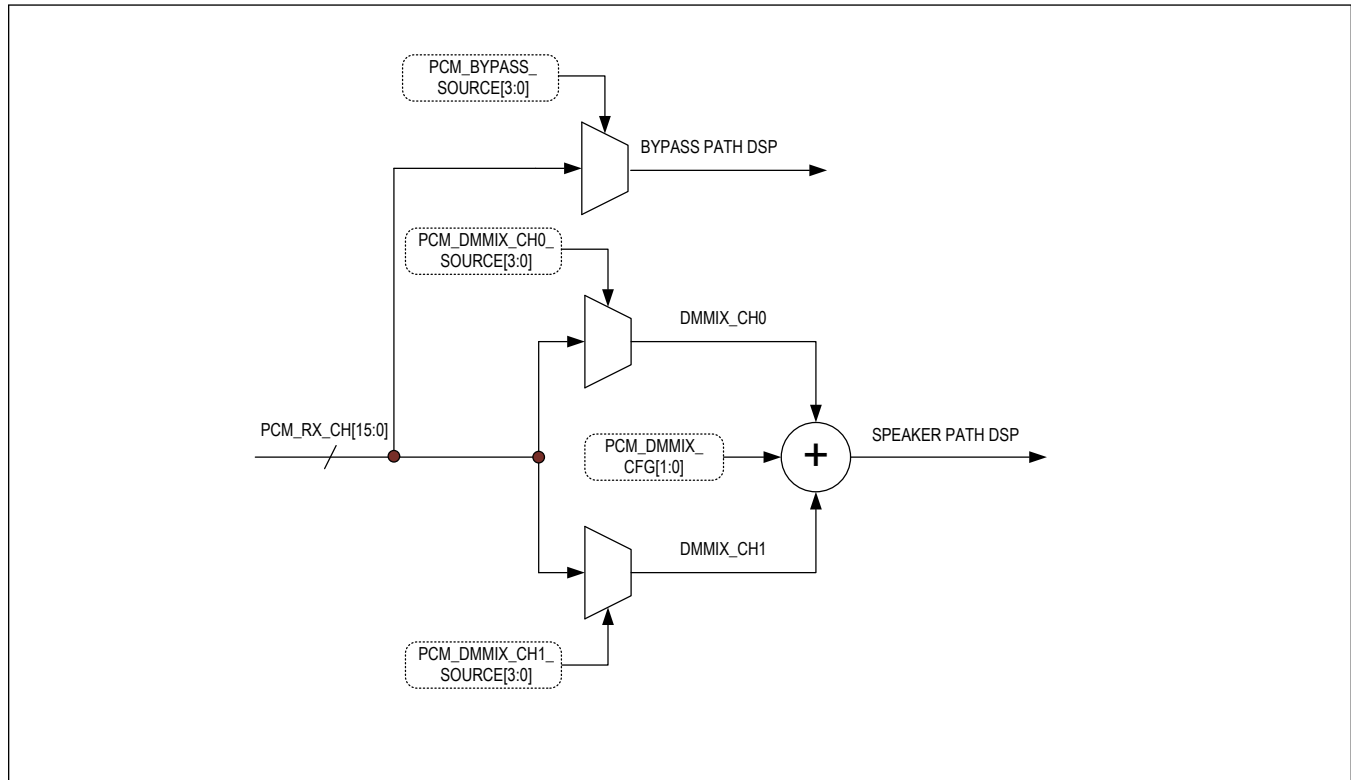 PCM_BYPASS_
SOURCE[3:0]
BYPASS PATH DSP
PCM_DMMIX_CH0_
SOURCE[3:0]
DMMIX_CH0
PCM_RX_CH[15:0]
PCM_DMMIX_
CFG[1:0]
+
SPEAKER PATH DSP
DMMIX_CH1
PCM_DMMIX_CH1_
SOURCE[3:0]